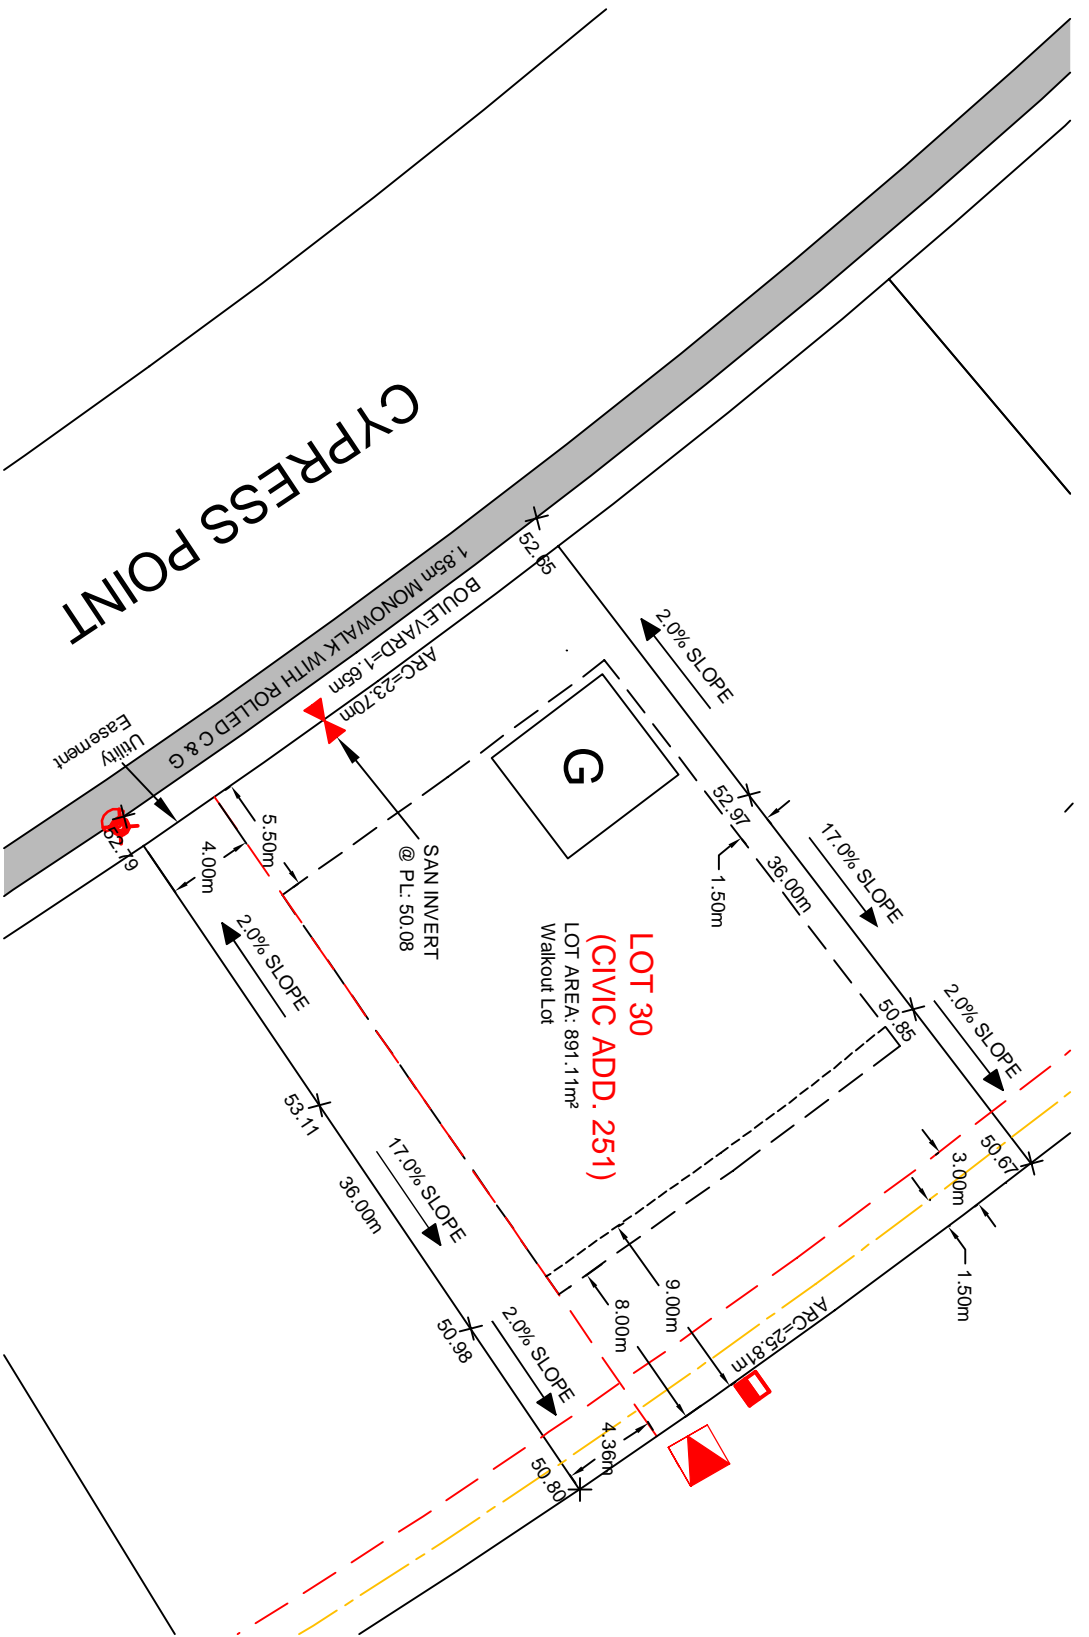 CYPRESS POINT
1.85m MONOWALK WITH ROLLED C & G
BOULEVARD=1.65m
ARC=23.70m
52.65
2.0% SLOPE
52.97
1.50m
36.00m
17.0% SLOPE
50.85
2.0% SLOPE
50.67
3.00m
1.50m
G
LOT 30
(CIVIC ADD. 251)
LOT AREA: 891.11m²
Walkout Lot
SAN INVERT
@ PL: 50.08
Utility
Easement
52.79
5.50m
4.00m
2.0% SLOPE
53.11
36.00m
17.0% SLOPE
50.98
2.0% SLOPE
50.80
4.36m
8.00m
9.00m
ARC=25.81m